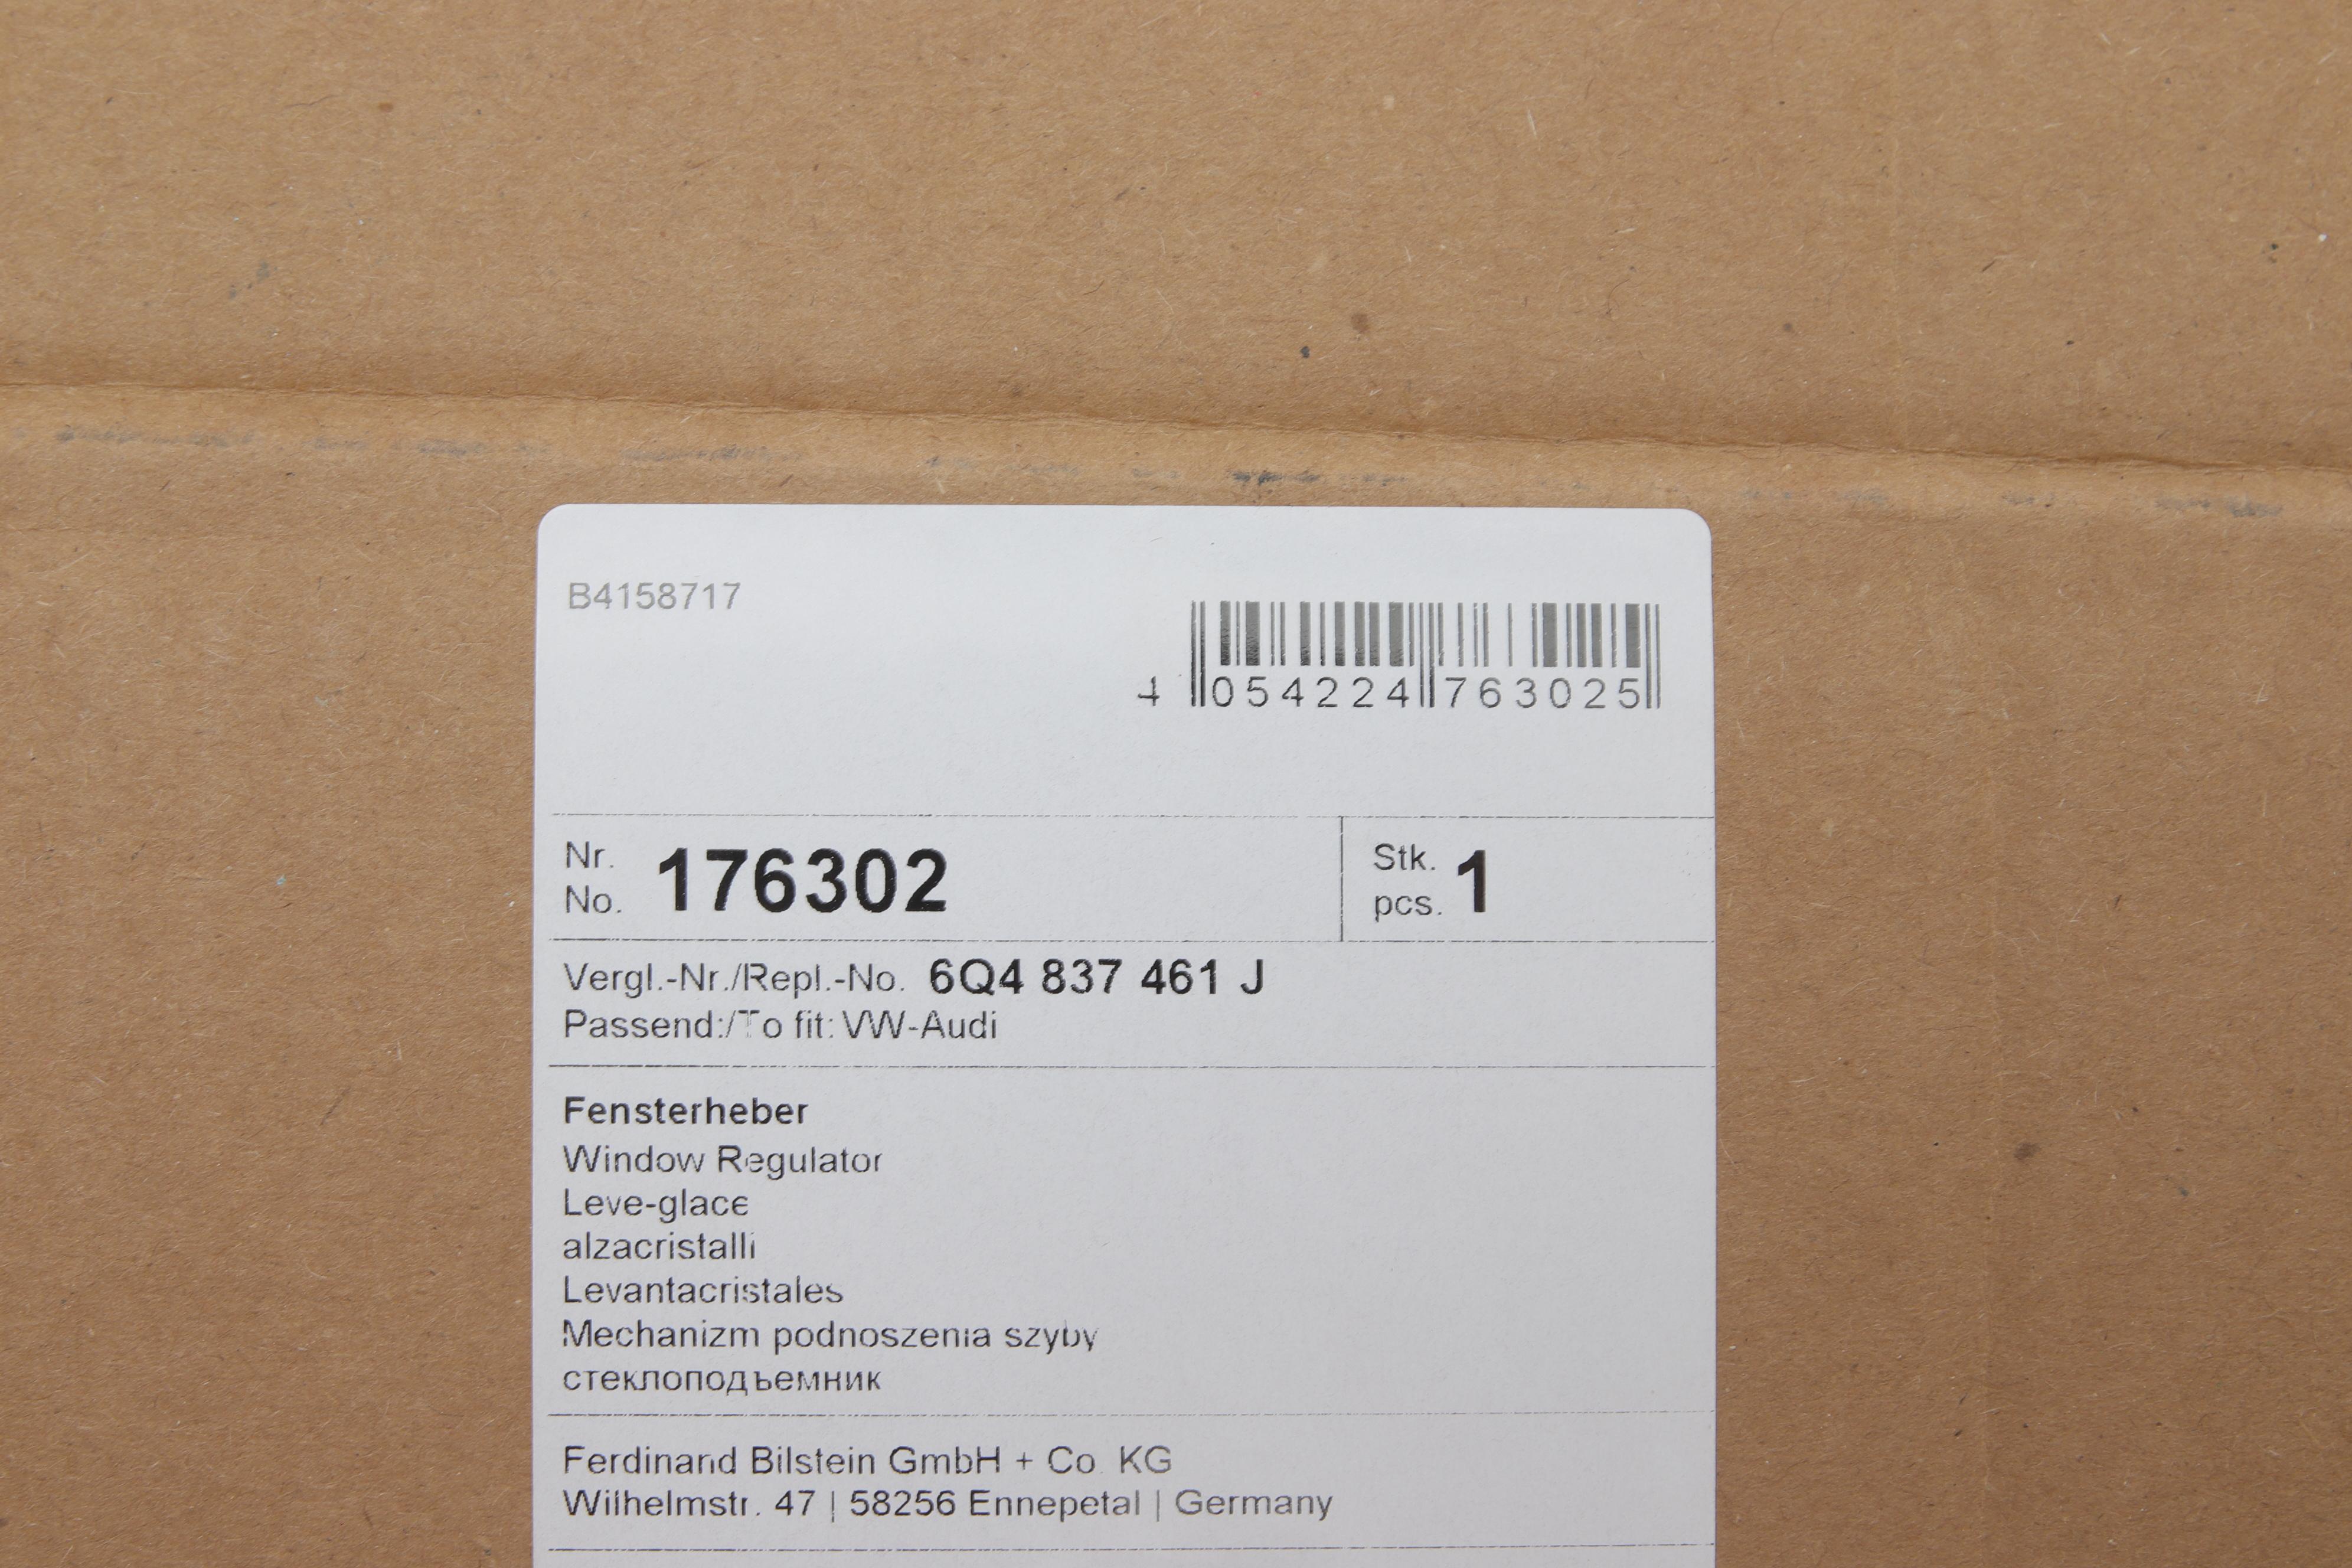 B4158717
4 054224 763025
Nr.
No. 176302
Stk.
pcs. 1
Vergl.-Nr./Repl.-No. 6Q4 837 461 J
Passend:/To fit: VW-Audi
Fensterheber
Window Regulator
Leve-glace
alzacristalli
Levantacristales
Mechanizm podnoszenia szyby
стеклоподъемник
Ferdinand Bilstein GmbH + Co. KG
Wilhelmstr. 47 | 58256 Ennepetal | Germany